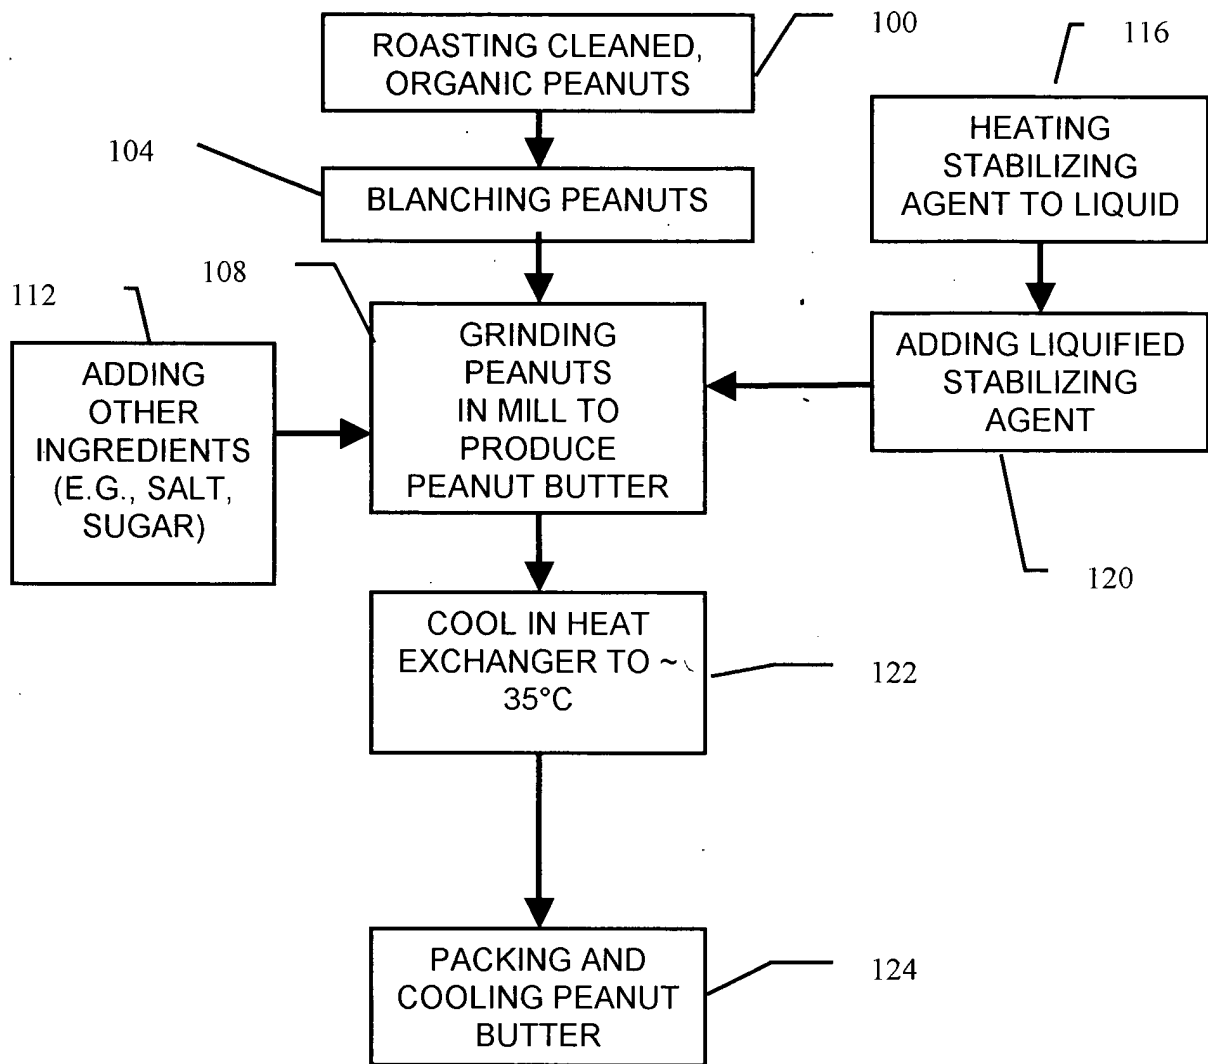 100
ROASTING CLEANED,
ORGANIC PEANUTS
116
HEATING
STABILIZING
AGENT TO LIQUID
104
BLANCHING PEANUTS
108
112
GRINDING
PEANUTS
IN MILL TO
PRODUCE
PEANUT BUTTER
ADDING LIQUIFIED
STABILIZING
AGENT
ADDING
OTHER
INGREDIENTS
(E.G., SALT,
SUGAR)
120
COOL IN HEAT
EXCHANGER TO ~
35°C
122
PACKING AND
COOLING PEANUT
BUTTER
124